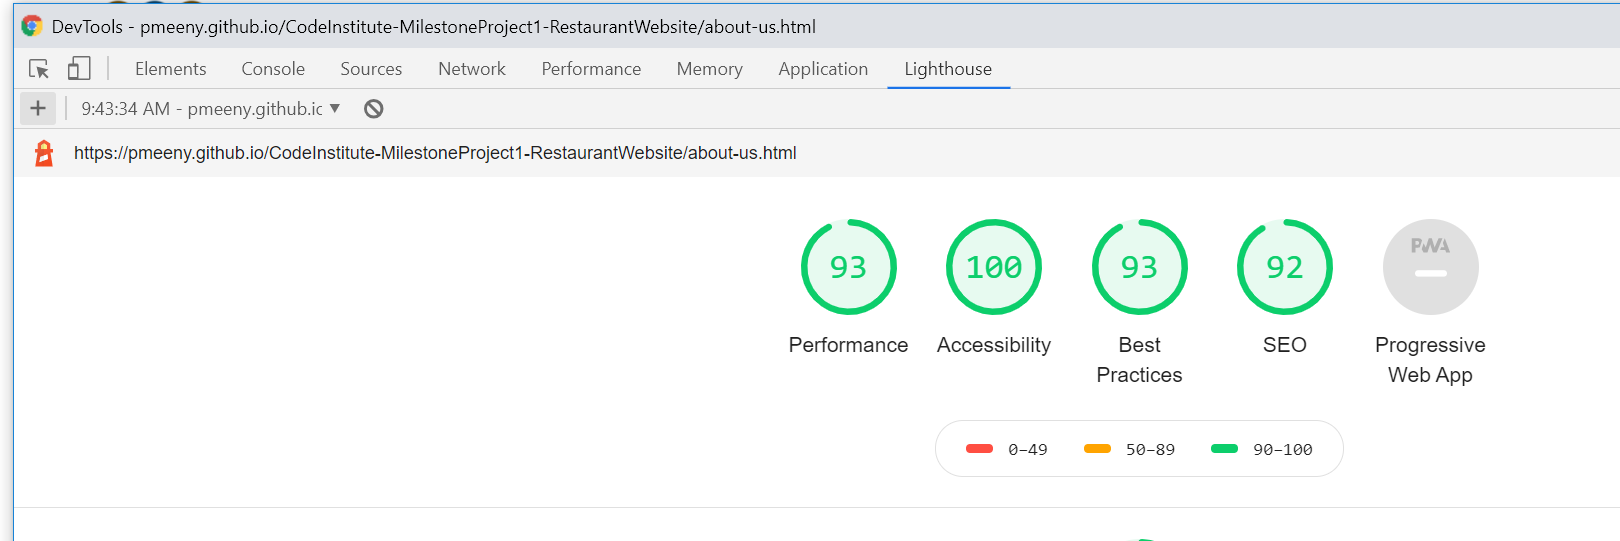 DevTools - pmeeny.github.io/CodeInstitute-MilestoneProject1-RestaurantWebsite/about-us.html
Elements Console Sources Network Performance Memory Application Lighthouse
+ 9:43:34 AM - pmeeny.github.ic ▼
https://pmeeny.github.io/CodeInstitute-MilestoneProject1-RestaurantWebsite/about-us.html
93 100 93 92 PWA
Performance Accessibility Best Practices SEO Progressive Web App
0–49 50–89 90–100